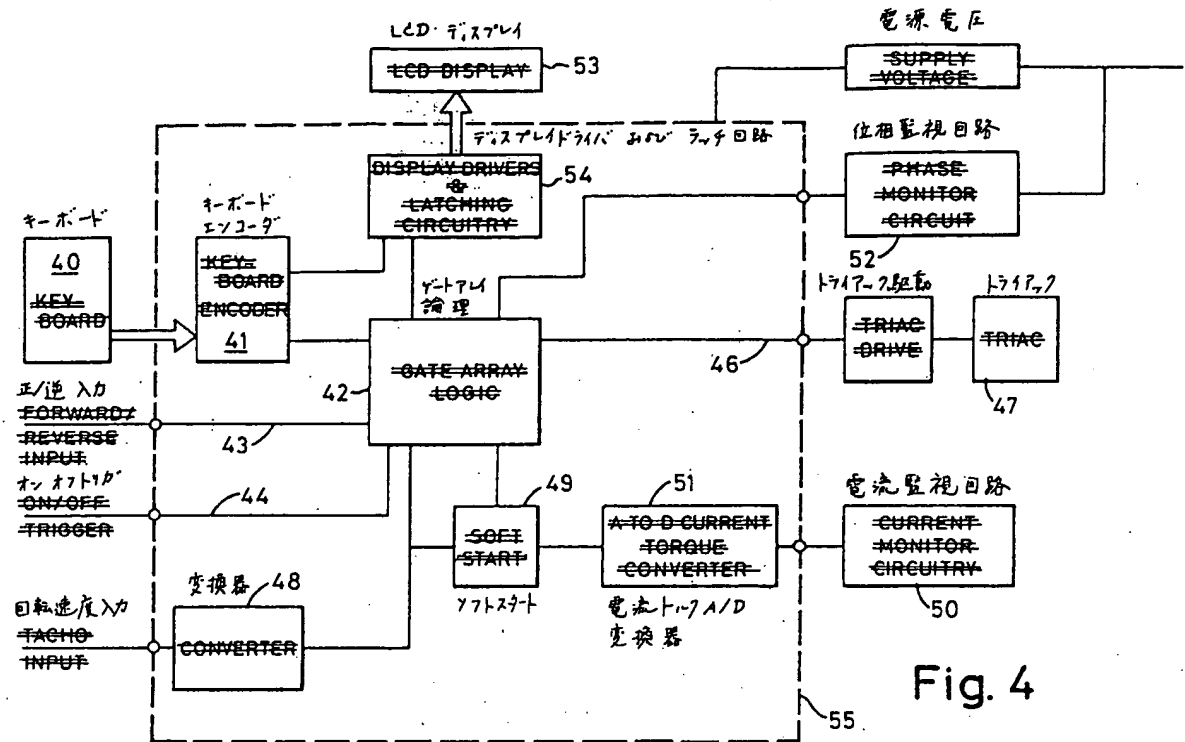 LCD・ディスプレイ
LCD DISPLAY
53
電源電圧
SUPPLY
VOLTAGE
ディスプレイドライバ および ラッチ回路
DISPLAY DRIVERS
&
LATCHING
CIRCUITRY
54
位相監視回路
PHASE
MONITOR
CIRCUIT
52
キーボード
40
KEY-
BOARD
キーボード
エンコーダ
KEY-
BOARD
ENCODER
41
ゲートアレイ
論理
GATE ARRAY
LOGIC
42
46
トライアック駆動
TRIAC
DRIVE
トライアック
TRIAC
47
正/逆 入力
FORWARD/
REVERSE
INPUT
43
オン オフトリガ
ON/OFF
TRIGGER
44
49
SOFT
START
ソフトスタート
51
A TO D CURRENT
TORQUE
CONVERTER
電流トルクA/D
変換器
電流監視回路
CURRENT
MONITOR
CIRCUITRY
50
回転速度入力
TACHO
INPUT
変換器
48
CONVERTER
55
Fig. 4